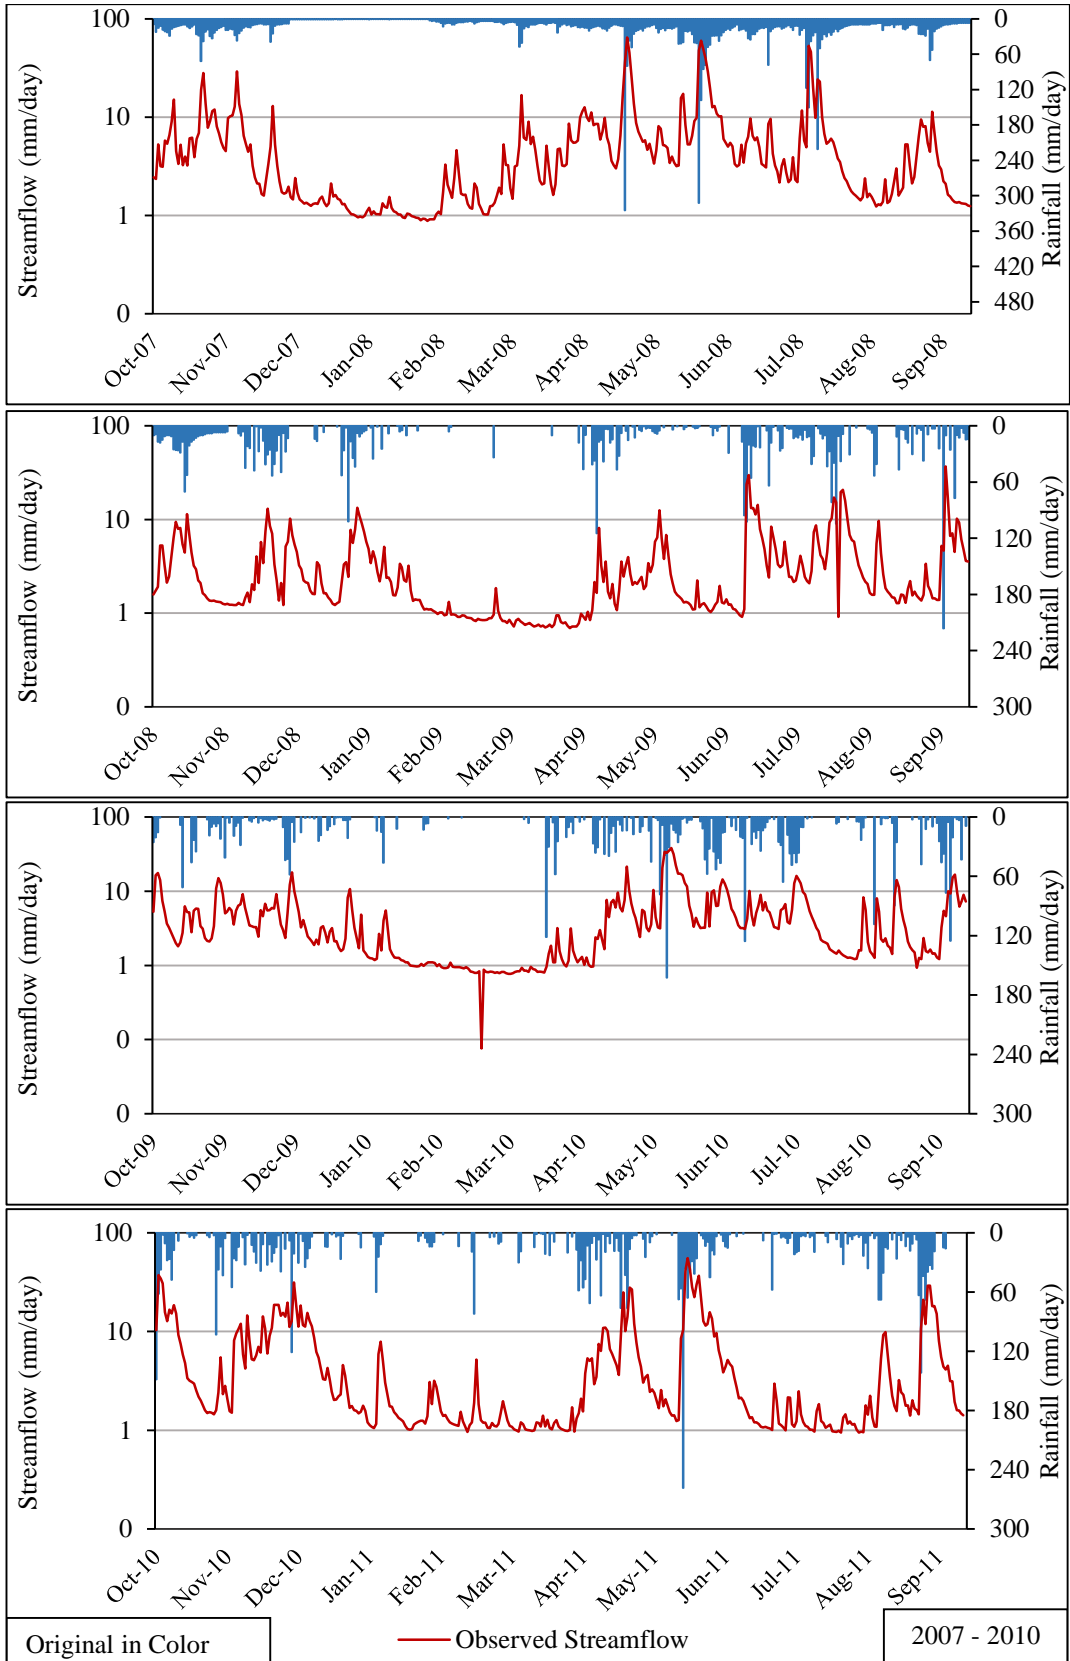 Streamflow (mm/day)
100
10
1
0
0
60
120
180
240
300
360
420
480
Rainfall (mm/day)
Oct-07
Nov-07
Dec-07
Jan-08
Feb-08
Mar-08
Apr-08
May-08
Jun-08
Jul-08
Aug-08
Sep-08
Streamflow (mm/day)
100
10
1
0
0
60
120
180
240
300
Rainfall (mm/day)
Oct-08
Nov-08
Dec-08
Jan-09
Feb-09
Mar-09
Apr-09
May-09
Jun-09
Jul-09
Aug-09
Sep-09
Streamflow (mm/day)
100
10
1
0
0
0
60
120
180
240
300
Rainfall (mm/day)
Oct-09
Nov-09
Dec-09
Jan-10
Feb-10
Mar-10
Apr-10
May-10
Jun-10
Jul-10
Aug-10
Sep-10
Streamflow (mm/day)
100
10
1
0
0
60
120
180
240
300
Rainfall (mm/day)
Oct-10
Nov-10
Dec-10
Jan-11
Feb-11
Mar-11
Apr-11
May-11
Jun-11
Jul-11
Aug-11
Sep-11
Original in Color
Observed Streamflow
2007 - 2010